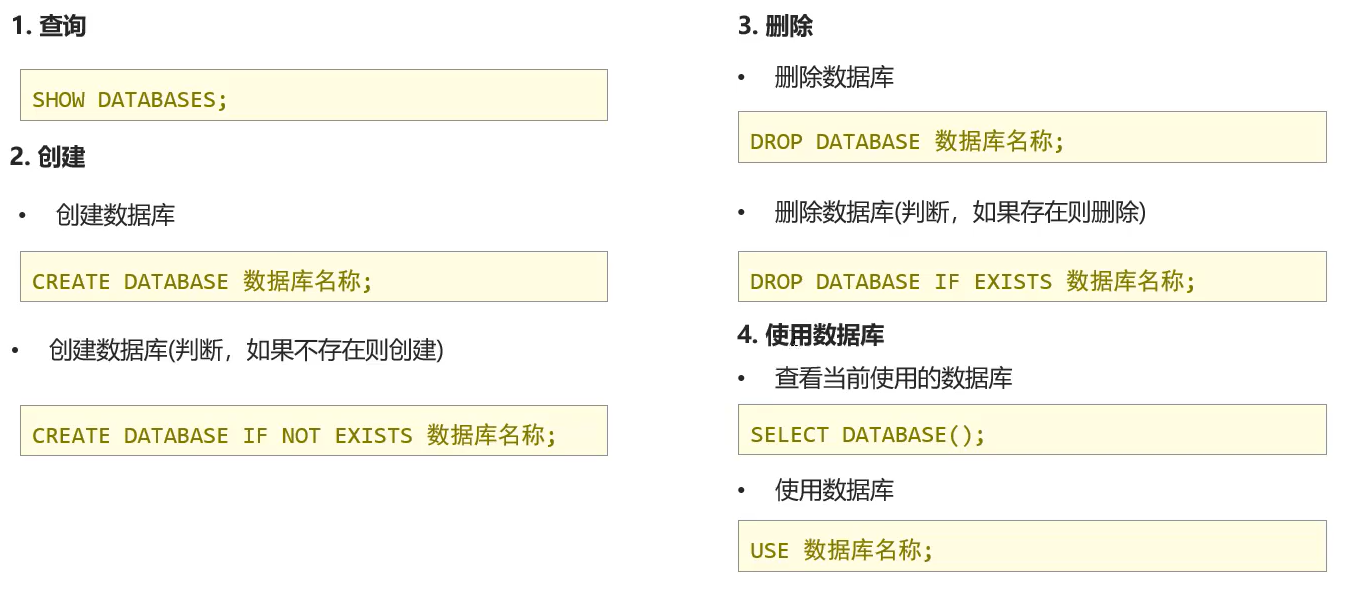 1. 查询
SHOW DATABASES;
2. 创建
• 创建数据库
CREATE DATABASE 数据库名称;
• 创建数据库(判断，如果不存在则创建)
CREATE DATABASE IF NOT EXISTS 数据库名称;
3. 删除
• 删除数据库
DROP DATABASE 数据库名称;
• 删除数据库(判断，如果存在则删除)
DROP DATABASE IF EXISTS 数据库名称;
4. 使用数据库
• 查看当前使用的数据库
SELECT DATABASE();
• 使用数据库
USE 数据库名称;